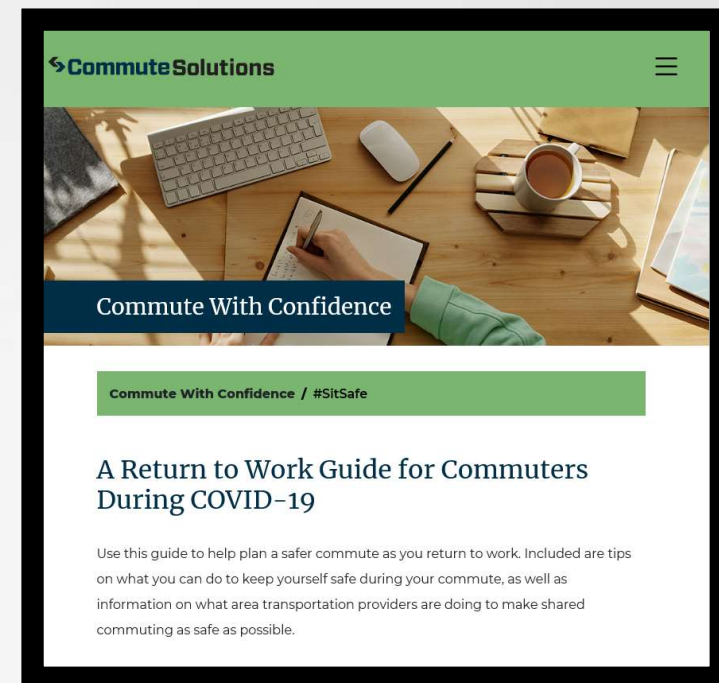 CommuteSolutions
Commute With Confidence
Commute With Confidence / #SitSafe
A Return to Work Guide for Commuters
During COVID-19
Use this guide to help plan a safer commute as you return to work. Included are tips
on what you can do to keep yourself safe during your commute, as well as
information on what area transportation providers are doing to make shared
commuting as safe as possible.